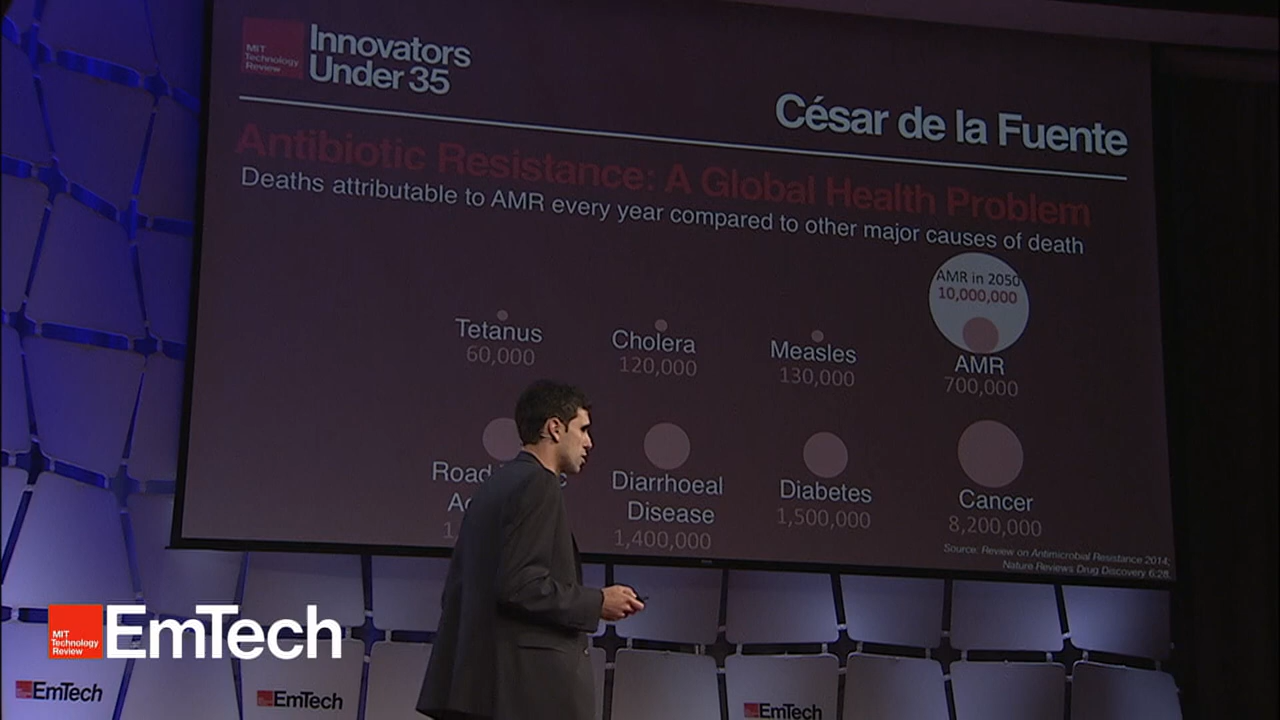 MIT
Technology
Review
Innovators
Under 35
César de la Fuente
Antibiotic Resistance: A Global Health Problem
Deaths attributable to AMR every year compared to other major causes of death
AMR in 2050
10,000,000
Tetanus
60,000
Cholera
120,000
Measles
130,000
AMR
700,000
Road
Diarrhoeal
Disease
1,400,000
Diabetes
1,500,000
Cancer
8,200,000
Source: Review on Antimicrobial Resistance 2014;
Nature Reviews Drug Discovery 6:28.
MIT
Technology
Review
EmTech
EmTech
EmTech
EmTech